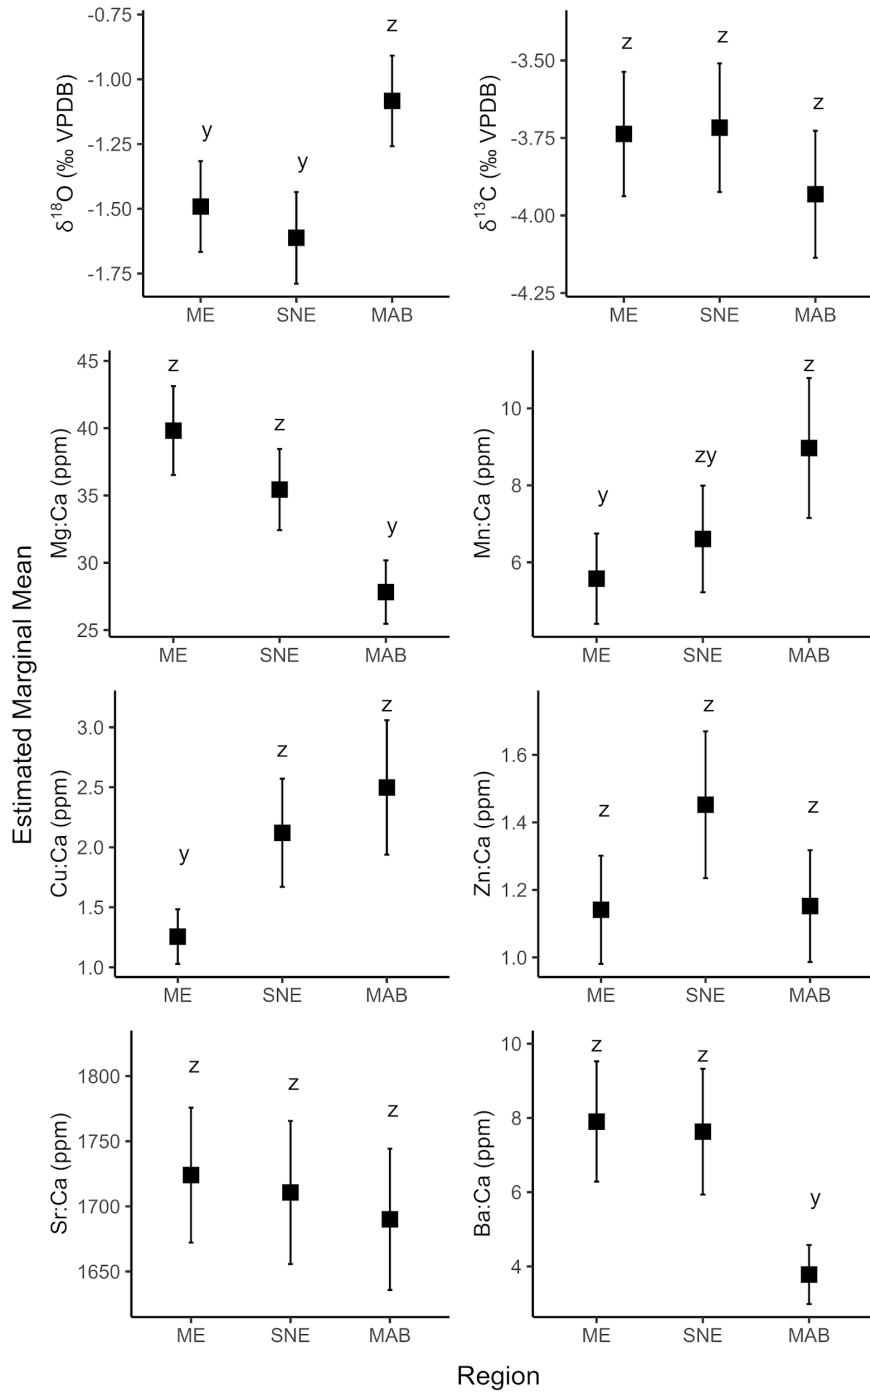 Estimated Marginal Mean
δ18O (‰ VPDB)
-0.75
-1.00
-1.25
-1.50
-1.75
y
y
z
ME SNE MAB
δ13C (‰ VPDB)
-3.50
-3.75
-4.00
-4.25
z
z
z
ME SNE MAB
Mg:Ca (ppm)
45
40
35
30
25
z
z
y
ME SNE MAB
Mn:Ca (ppm)
10
8
6
y
zy
z
ME SNE MAB
Cu:Ca (ppm)
3.0
2.5
2.0
1.5
1.0
y
z
z
ME SNE MAB
Zn:Ca (ppm)
1.6
1.4
1.2
1.0
z
z
z
ME SNE MAB
Sr:Ca (ppm)
1800
1750
1700
1650
z
z
z
ME SNE MAB
Ba:Ca (ppm)
10
8
6
4
z
z
y
ME SNE MAB
Region